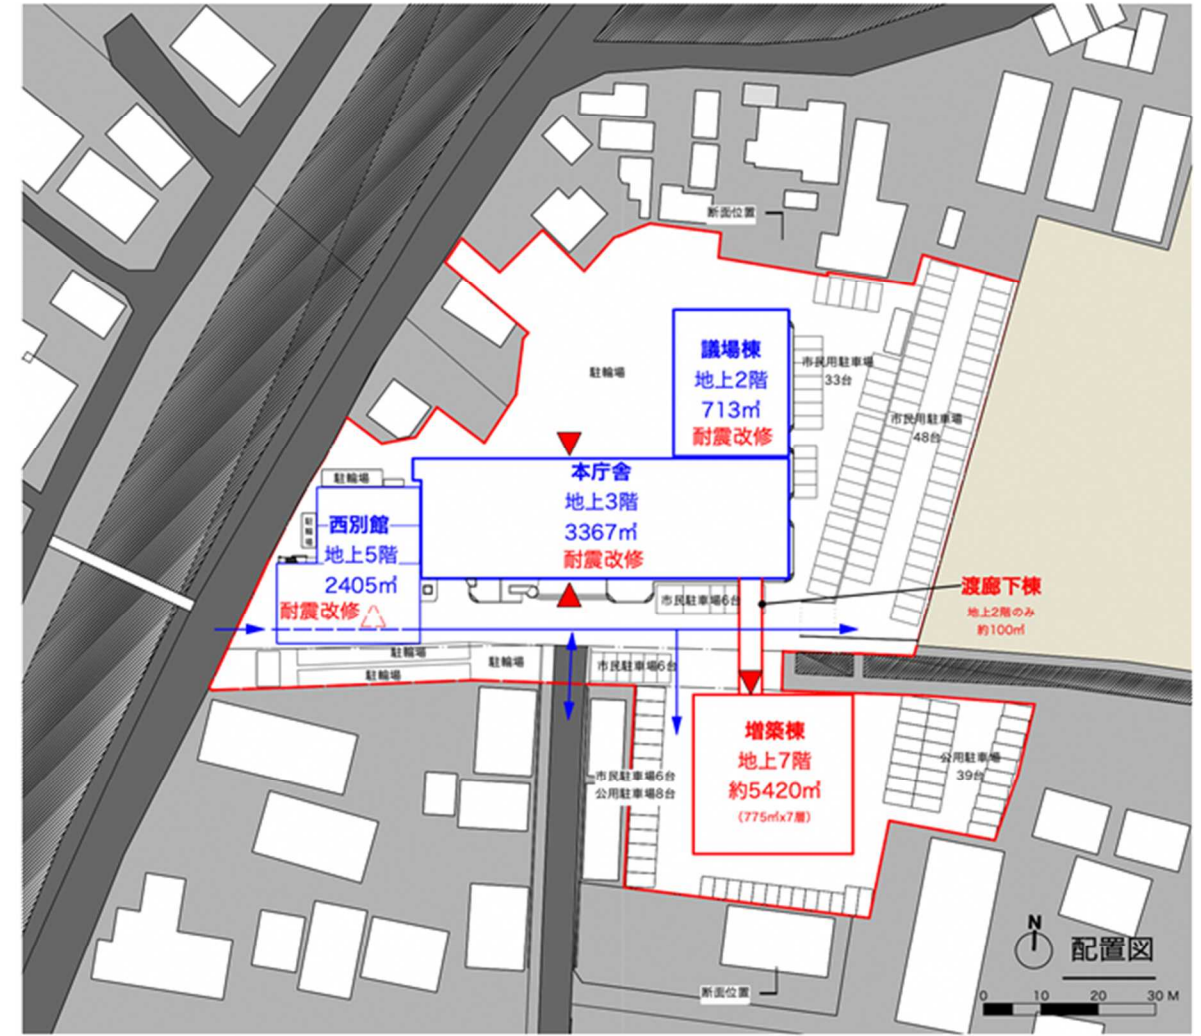 断面位置
議場棟
地上2階
713㎡
耐震改修
駐輪場
市民用駐車場
33台
市民用駐車場
48台
本庁舎
地上3階
3367㎡
耐震改修
駐輪場
駐輪場
西別館
地上5階
2405㎡
耐震改修
市民駐車場6台
渡廊下棟
地上2階のみ
約100㎡
駐輪場
駐輪場
駐輪場
市民駐車場6台
増築棟
地上7階
約5420㎡
(775㎡x7層)
市民駐車場6台
公用駐車場8台
公用駐車場
39台
断面位置
N
配置図
0 10 20 30 M